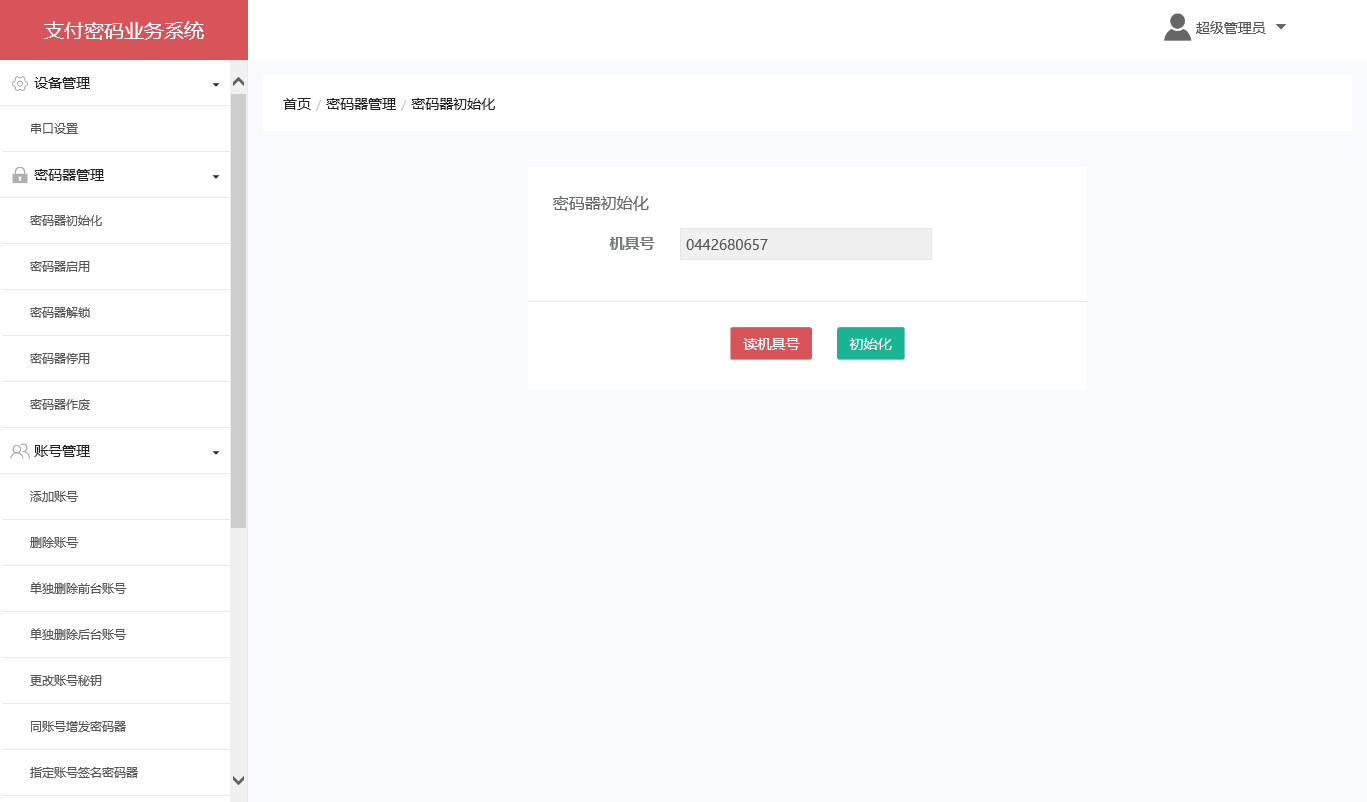 支付密码业务系统
超级管理员
设备管理
串口设置
密码器管理
密码器初始化
密码器启用
密码器解锁
密码器停用
密码器作废
账号管理
添加账号
删除账号
单独删除前台账号
单独删除后台账号
更改账号秘钥
同账号增发密码器
指定账号签名密码器
首页 / 密码器管理 / 密码器初始化
密码器初始化
机具号 0442680657
读机具号 初始化